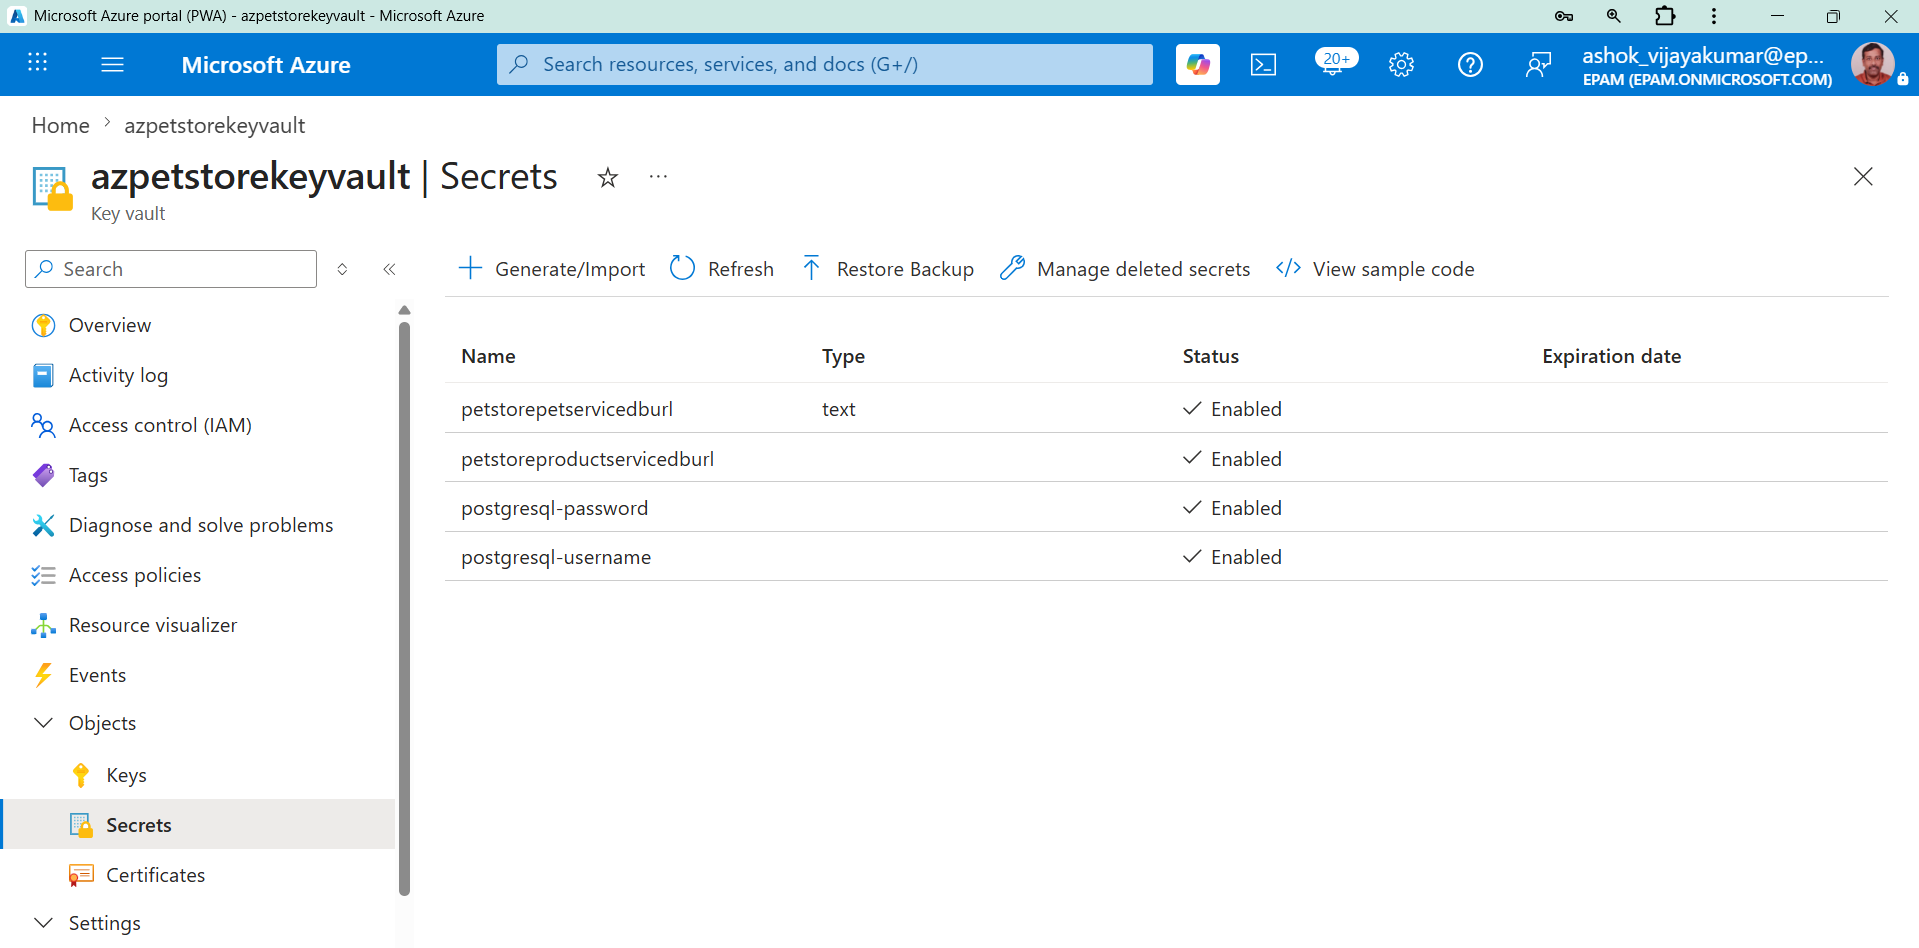 Microsoft Azure portal (PWA) - azpetstorekeyvault - Microsoft Azure
Microsoft Azure
Search resources, services, and docs (G+/)
20+
ashok_vijayakumar@ep...
EPAM (EPAM.ONMICROSOFT.COM)
Home > azpetstorekeyvault
azpetstorekeyvault | Secrets
Key vault
Search
Generate/Import Refresh Restore Backup Manage deleted secrets View sample code
Overview
Activity log
Access control (IAM)
Tags
Diagnose and solve problems
Access policies
Resource visualizer
Events
Objects
Keys
Secrets
Certificates
Settings
Name Type Status Expiration date
petstorepetservicedburl text Enabled
petstoreproductservicedburl Enabled
postgresql-password Enabled
postgresql-username Enabled